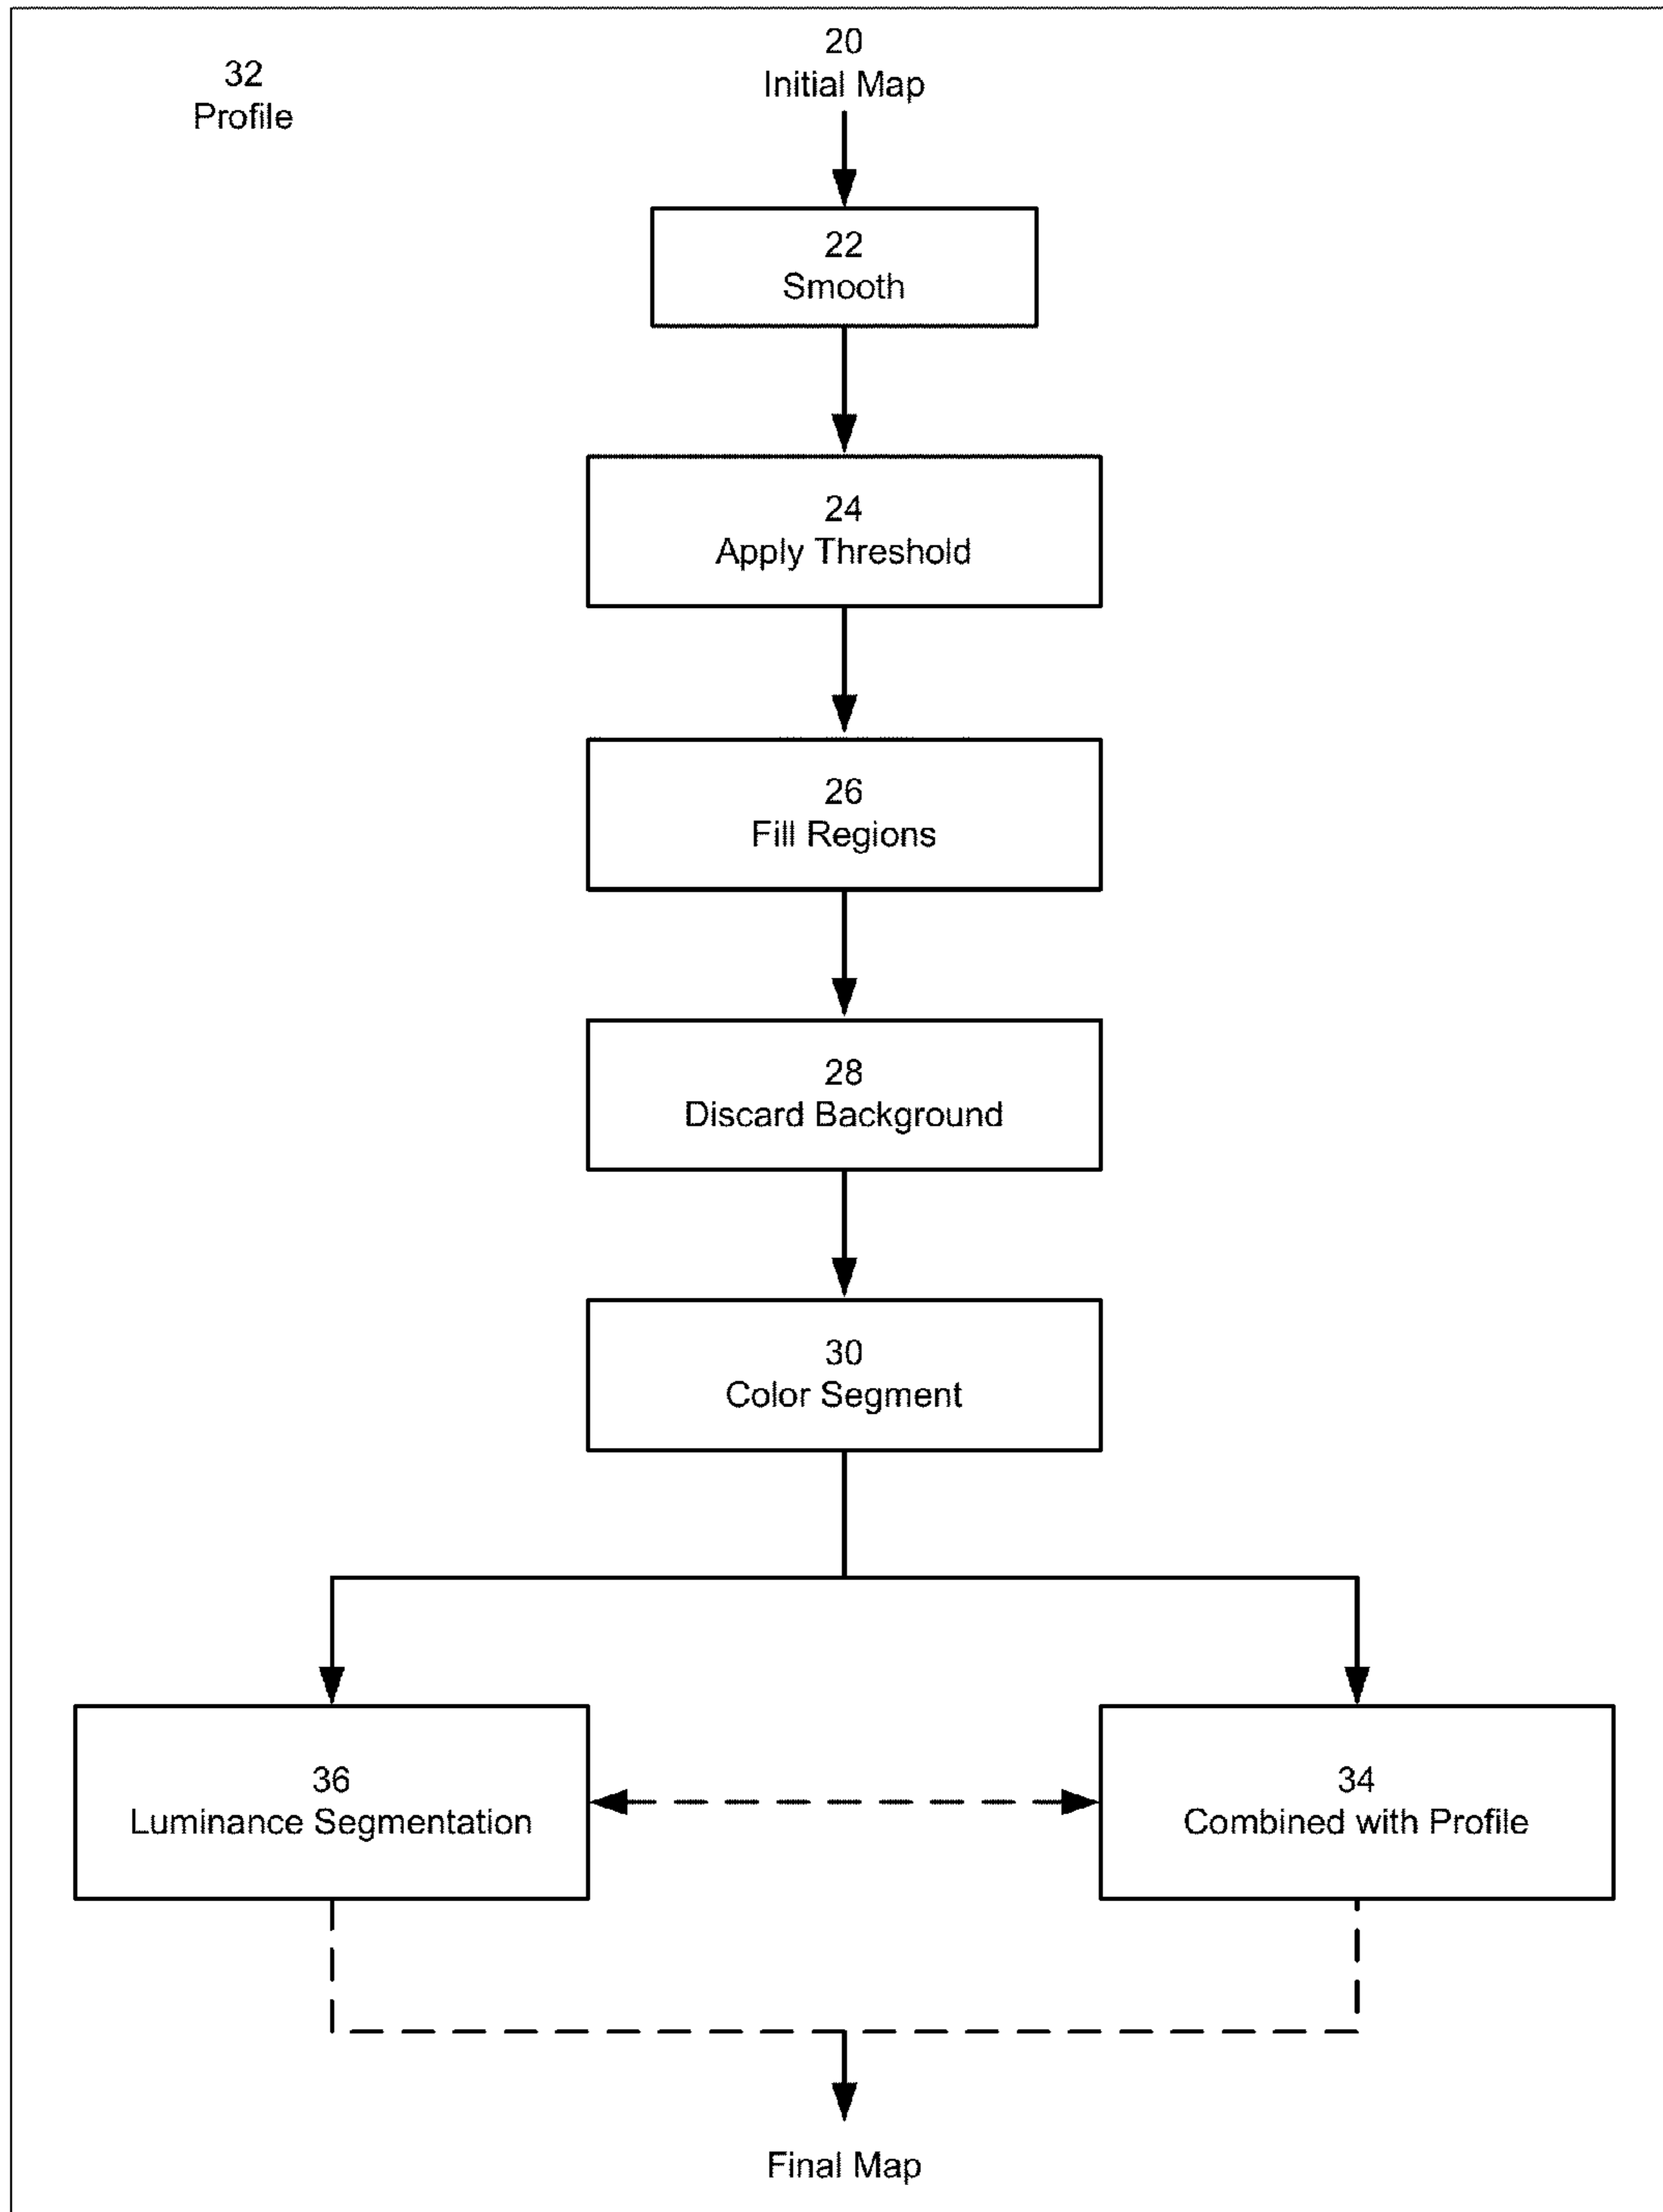 32
Profile
20
Initial Map
22
Smooth
24
Apply Threshold
26
Fill Regions
28
Discard Background
30
Color Segment
36
Luminance Segmentation
34
Combined with Profile
Final Map